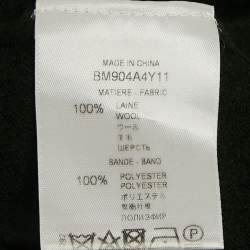 MADE IN CHINA
BM904A4Y11
MATIERE - FABRIC
100% LAINE
WOOL
ウール
羊毛
ШЕРСТЬ
BANDE - BAND
100% POLYESTER
POLYESTER
ポリエステル
聚酯纤维
ПОЛИЭФИР